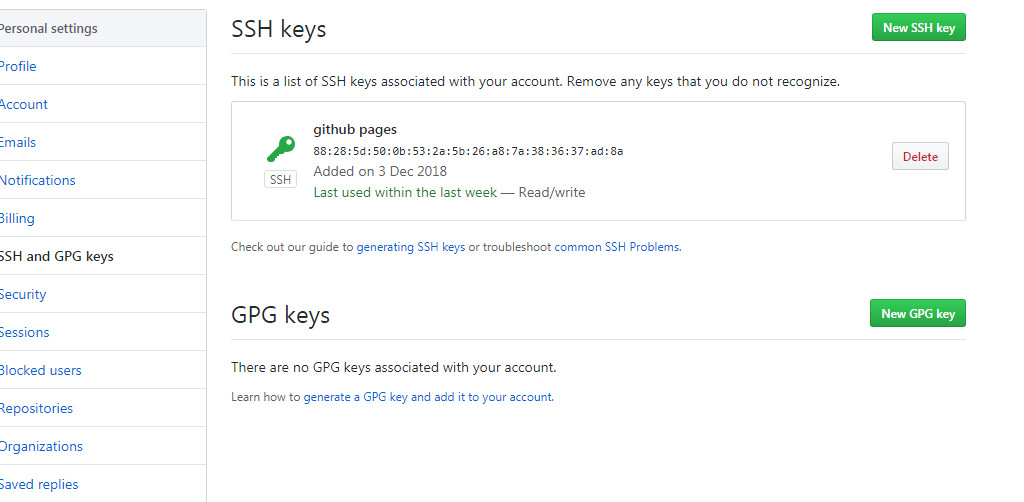 Personal settings
Profile
Account
Emails
Notifications
Billing
SSH and GPG keys
Security
Sessions
Blocked users
Repositories
Organizations
Saved replies
SSH keys
New SSH key
This is a list of SSH keys associated with your account. Remove any keys that you do not recognize.
github pages
88:28:5d:50:0b:53:2a:5b:26:a8:7a:38:36:37:ad:8a
SSH
Added on 3 Dec 2018
Last used within the last week — Read/write
Delete
Check out our guide to generating SSH keys or troubleshoot common SSH Problems.
GPG keys
New GPG key
There are no GPG keys associated with your account.
Learn how to generate a GPG key and add it to your account.